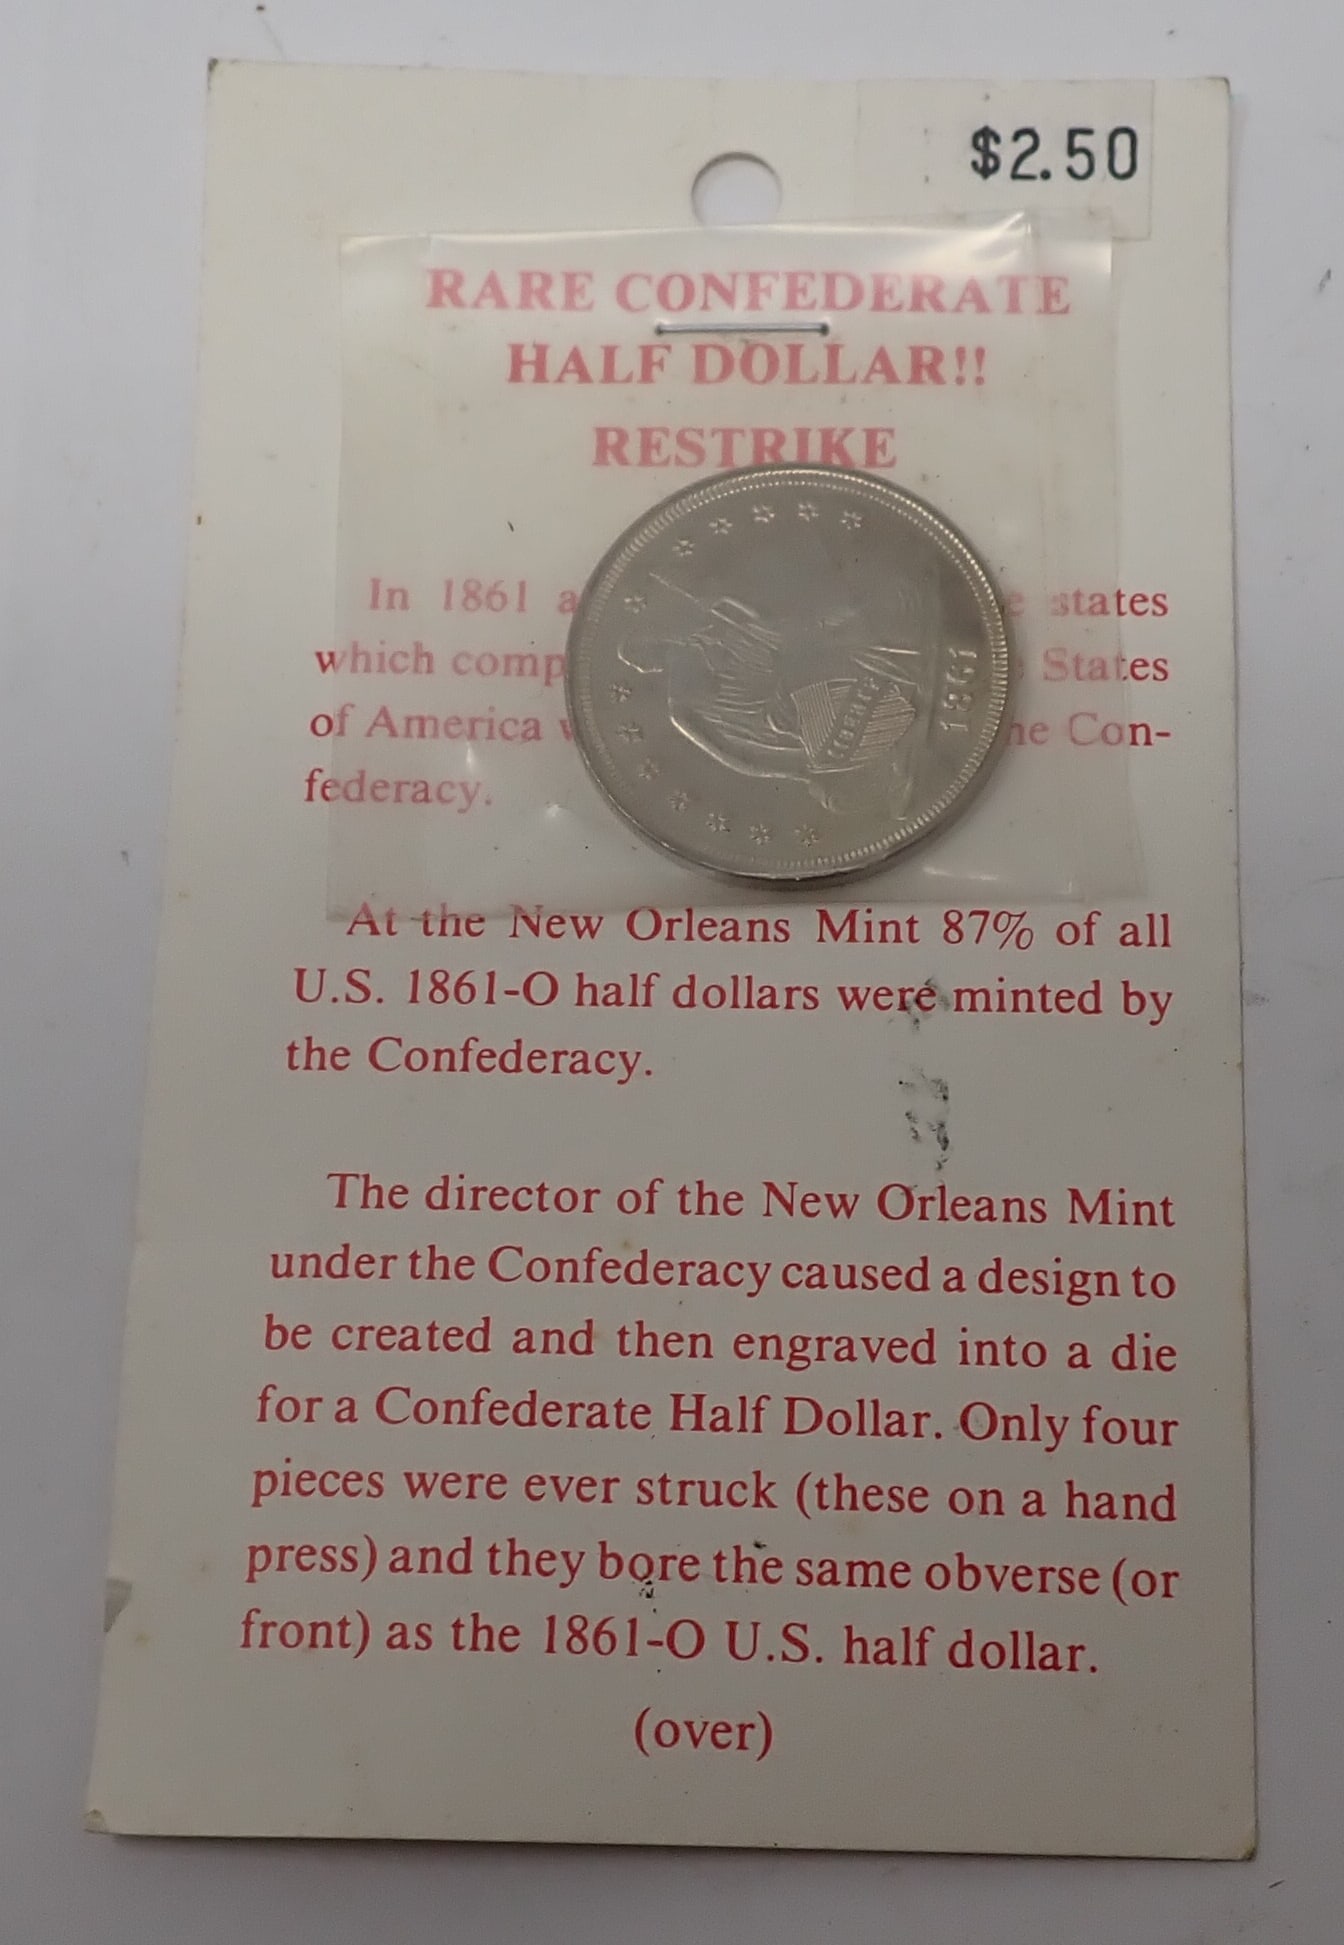 $2.50
RARE CONFEDERATE
HALF DOLLAR!!
RESTRIKE
In 1861 a states
which comp States
of America he Con-
federacy.
LIBERTY
1861
At the New Orleans Mint 87% of all
U.S. 1861-O half dollars were minted by
the Confederacy.
The director of the New Orleans Mint
under the Confederacy caused a design to
be created and then engraved into a die
for a Confederate Half Dollar. Only four
pieces were ever struck (these on a hand
press) and they bore the same obverse (or
front) as the 1861-O U.S. half dollar.
(over)